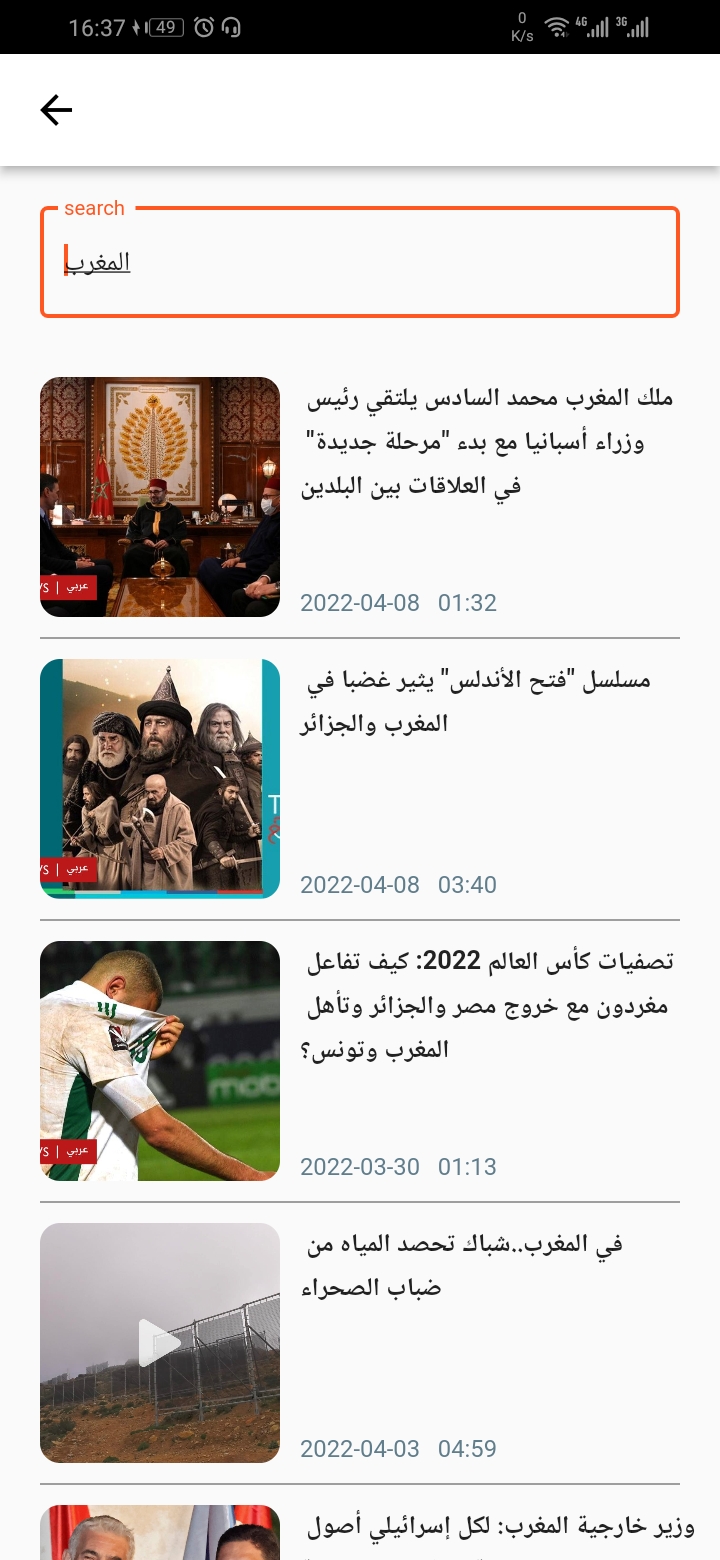 16:37
49
0
K/s
4G
3G
search
المغرب
ملك المغرب محمد السادس يلتقي رئيس
وزراء أسبانيا مع بدء "مرحلة جديدة"
في العلاقات بين البلدين
عربي
2022-04-08 01:32
مسلسل "فتح الأندلس" يثير غضبا في
المغرب والجزائر
عربي
2022-04-08 03:40
تصفيات كأس العالم 2022: كيف تفاعل
مغردون مع خروج مصر والجزائر وتأهل
المغرب وتونس؟
عربي
2022-03-30 01:13
في المغرب..شباك تحصد المياه من
ضباب الصحراء
2022-04-03 04:59
وزير خارجية المغرب: لكل إسرائيلي أصول